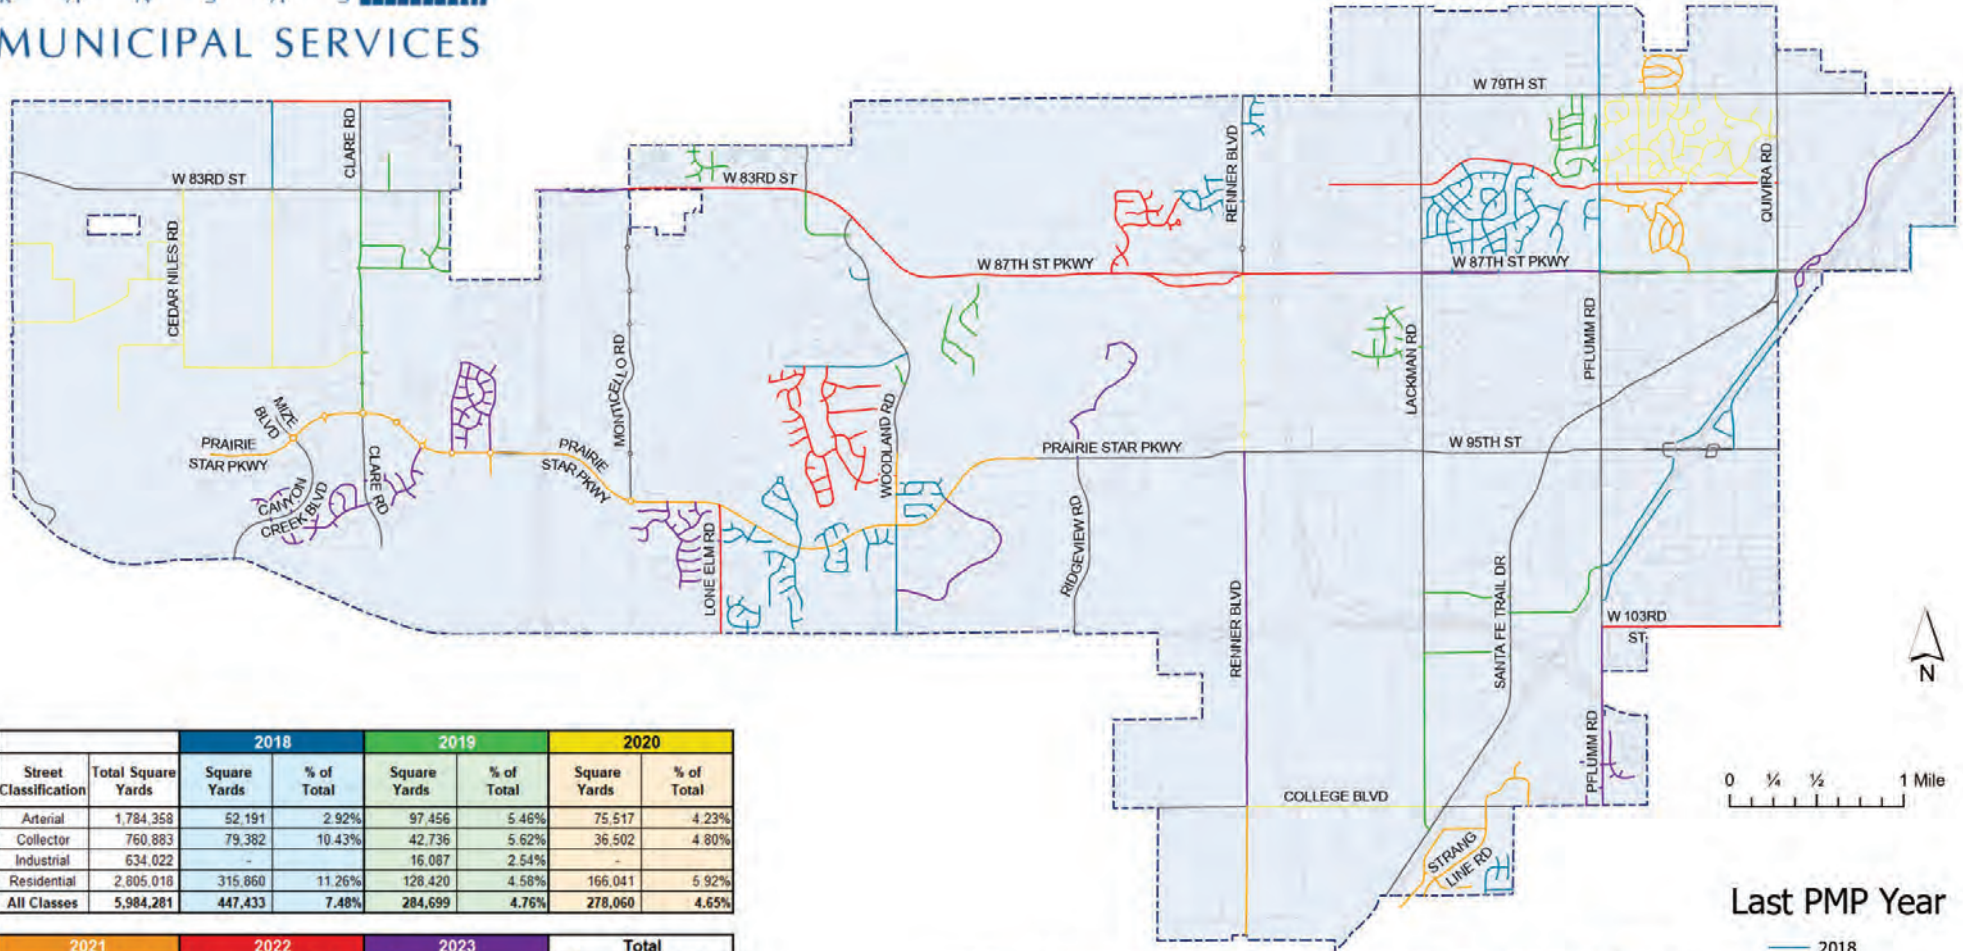 MUNICIPAL SERVICES
W 79TH ST
CLARE RD
W 83RD ST
W 83RD ST
RENNER BLVD
QUIVIRA RD
CEDAR NILES RD
W 87TH ST PKWY
W 87TH ST PKWY
MONTICELLO RD
LACKMAN RD
PFLUMM RD
MIZE
BLVD
WOODLAND RD
PRAIRIE
STAR PKWY
PRAIRIE
STAR PKWY
PRAIRIE STAR PKWY
W 95TH ST
CLARE RD
CANYON
CREEK BLVD
LONE ELM RD
RIDGEVIEW RD
RENNER BLVD
SANTA FE TRAIL DR
W 103RD
ST
N
PFLUMM RD
COLLEGE BLVD
0 ¼ ½ 1 Mile
STRANG
LINE RD
2018 2019 2020
Street Classification Total Square Yards Square Yards % of Total Square Yards % of Total Square Yards % of Total
Arterial 1,784,358 52,191 2.92% 97,456 5.46% 75,517 4.23%
Collector 760,883 79,382 10.43% 42,736 5.62% 36,502 4.80%
Industrial 634,022 - 16,087 2.54% -
Residential 2,805,018 315,860 11.26% 128,420 4.58% 166,041 5.92%
All Classes 5,984,281 447,433 7.48% 284,699 4.76% 278,060 4.65%
2021 2022 2023 Total
Last PMP Year
2018